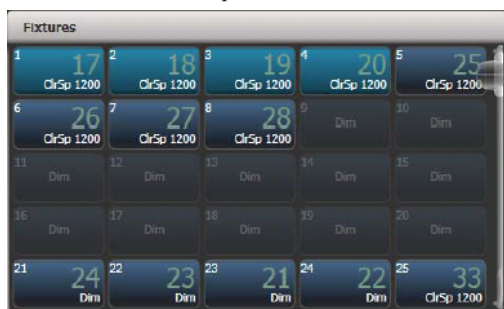 Fixtures
1 17 2 18 3 19 4 20 5 25
ClrSp 1200 ClrSp 1200 ClrSp 1200 ClrSp 1200 ClrSp 1200
6 26 7 27 8 28 9 10
ClrSp 1200 ClrSp 1200 ClrSp 1200 Dim Dim
11 12 13 14 15
Dim Dim Dim Dim Dim
16 17 18 19 20
Dim Dim Dim Dim Dim
21 24 22 23 23 21 24 22 25 33
Dim Dim Dim Dim ClrSp 1200